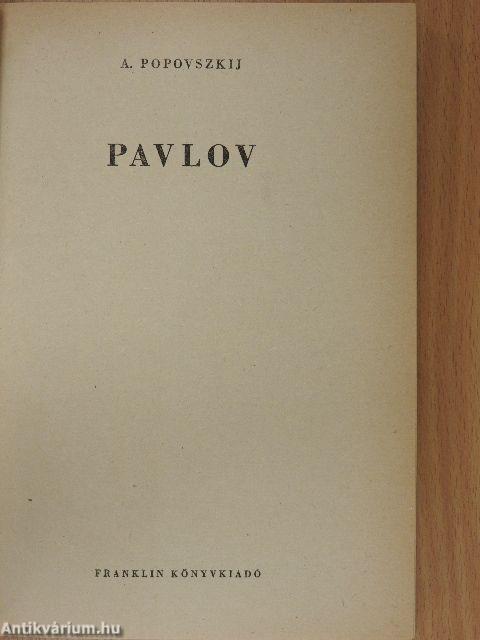 A. POPOVSZKIJ
PAVLOV
FRANKLIN KÖNYVKIADÓ
Antikvárium.hu